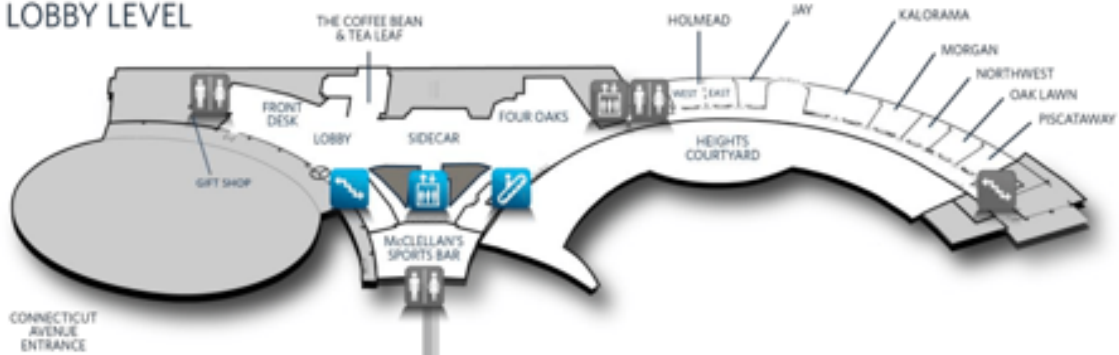 LOBBY LEVEL
THE COFFEE BEAN
& TEA LEAF
HOLMEAD
JAY
KALORAMA
MORGAN
NORTHWEST
OAK LAWN
PISCATAWAY
WEST
EAST
FRONT
DESK
LOBBY
SIDECAR
FOUR OAKS
HEIGHTS
COURTYARD
GIFT SHOP
McCLELLAN'S
SPORTS BAR
CONNECTICUT
AVENUE
ENTRANCE